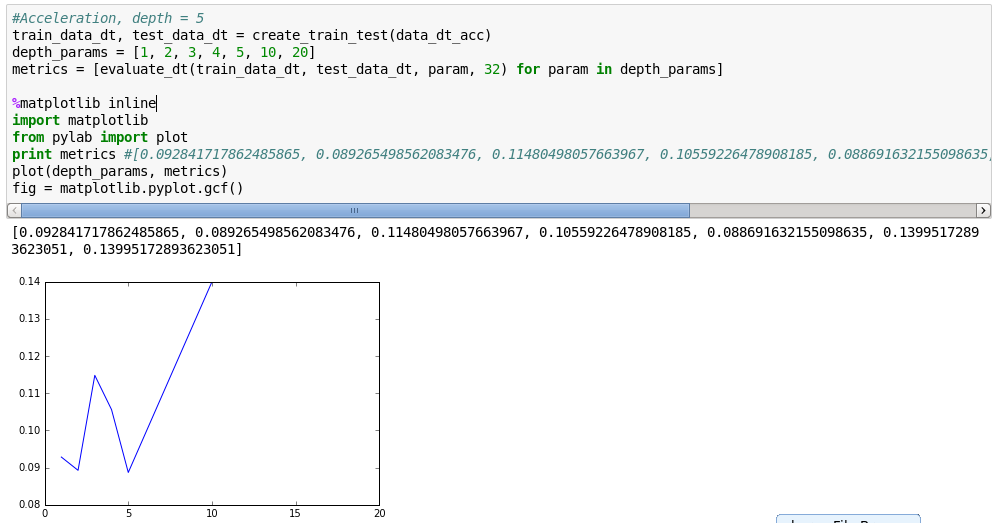 #Acceleration, depth = 5
train_data_dt, test_data_dt = create_train_test(data_dt_acc)
depth_params = [1, 2, 3, 4, 5, 10, 20]
metrics = [evaluate_dt(train_data_dt, test_data_dt, param, 32) for param in depth_params]
%matplotlib inline
import matplotlib
from pylab import plot
print metrics #[0.092841717862485865, 0.089265498562083476, 0.11480498057663967, 0.10559226478908185, 0.088691632155098635,
plot(depth_params, metrics)
fig = matplotlib.pyplot.gcf()
[0.092841717862485865, 0.089265498562083476, 0.11480498057663967, 0.10559226478908185, 0.088691632155098635, 0.1399517289
3623051, 0.13995172893623051]
0.14
0.13
0.12
0.11
0.10
0.09
0.08
0 5 10 15 20